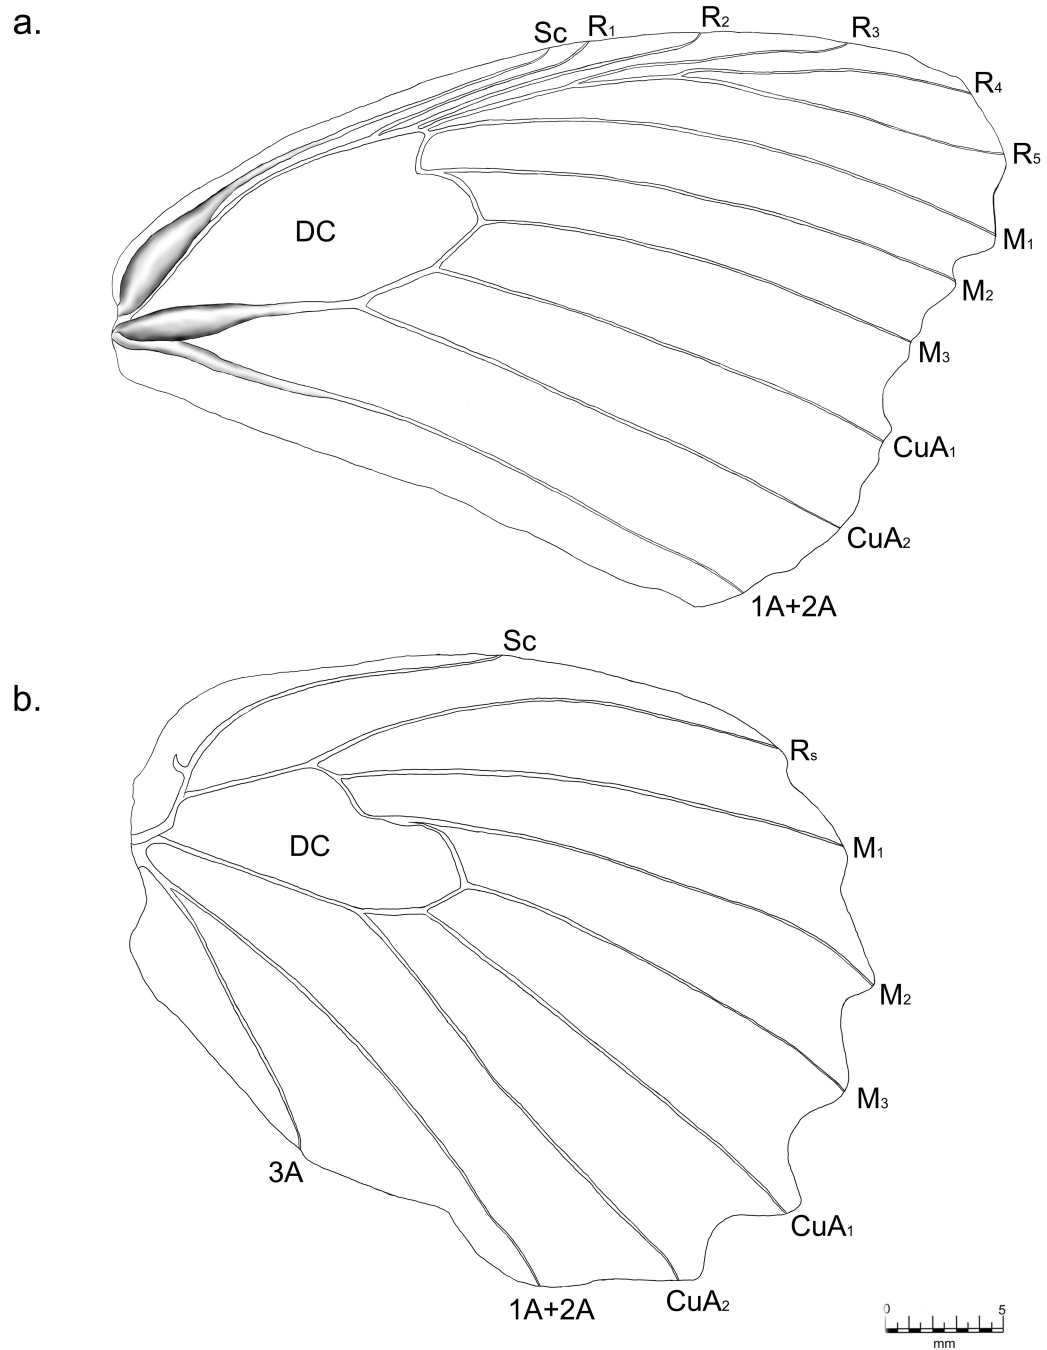 a.
Sc R₁ R₂ R₃
R₄
R₅
DC
M₁
M₂
M₃
CuA₁
CuA₂
1A+2A
b.
Sc
Rₛ
DC
M₁
M₂
M₃
3A
CuA₁
CuA₂
1A+2A
0 5
mm